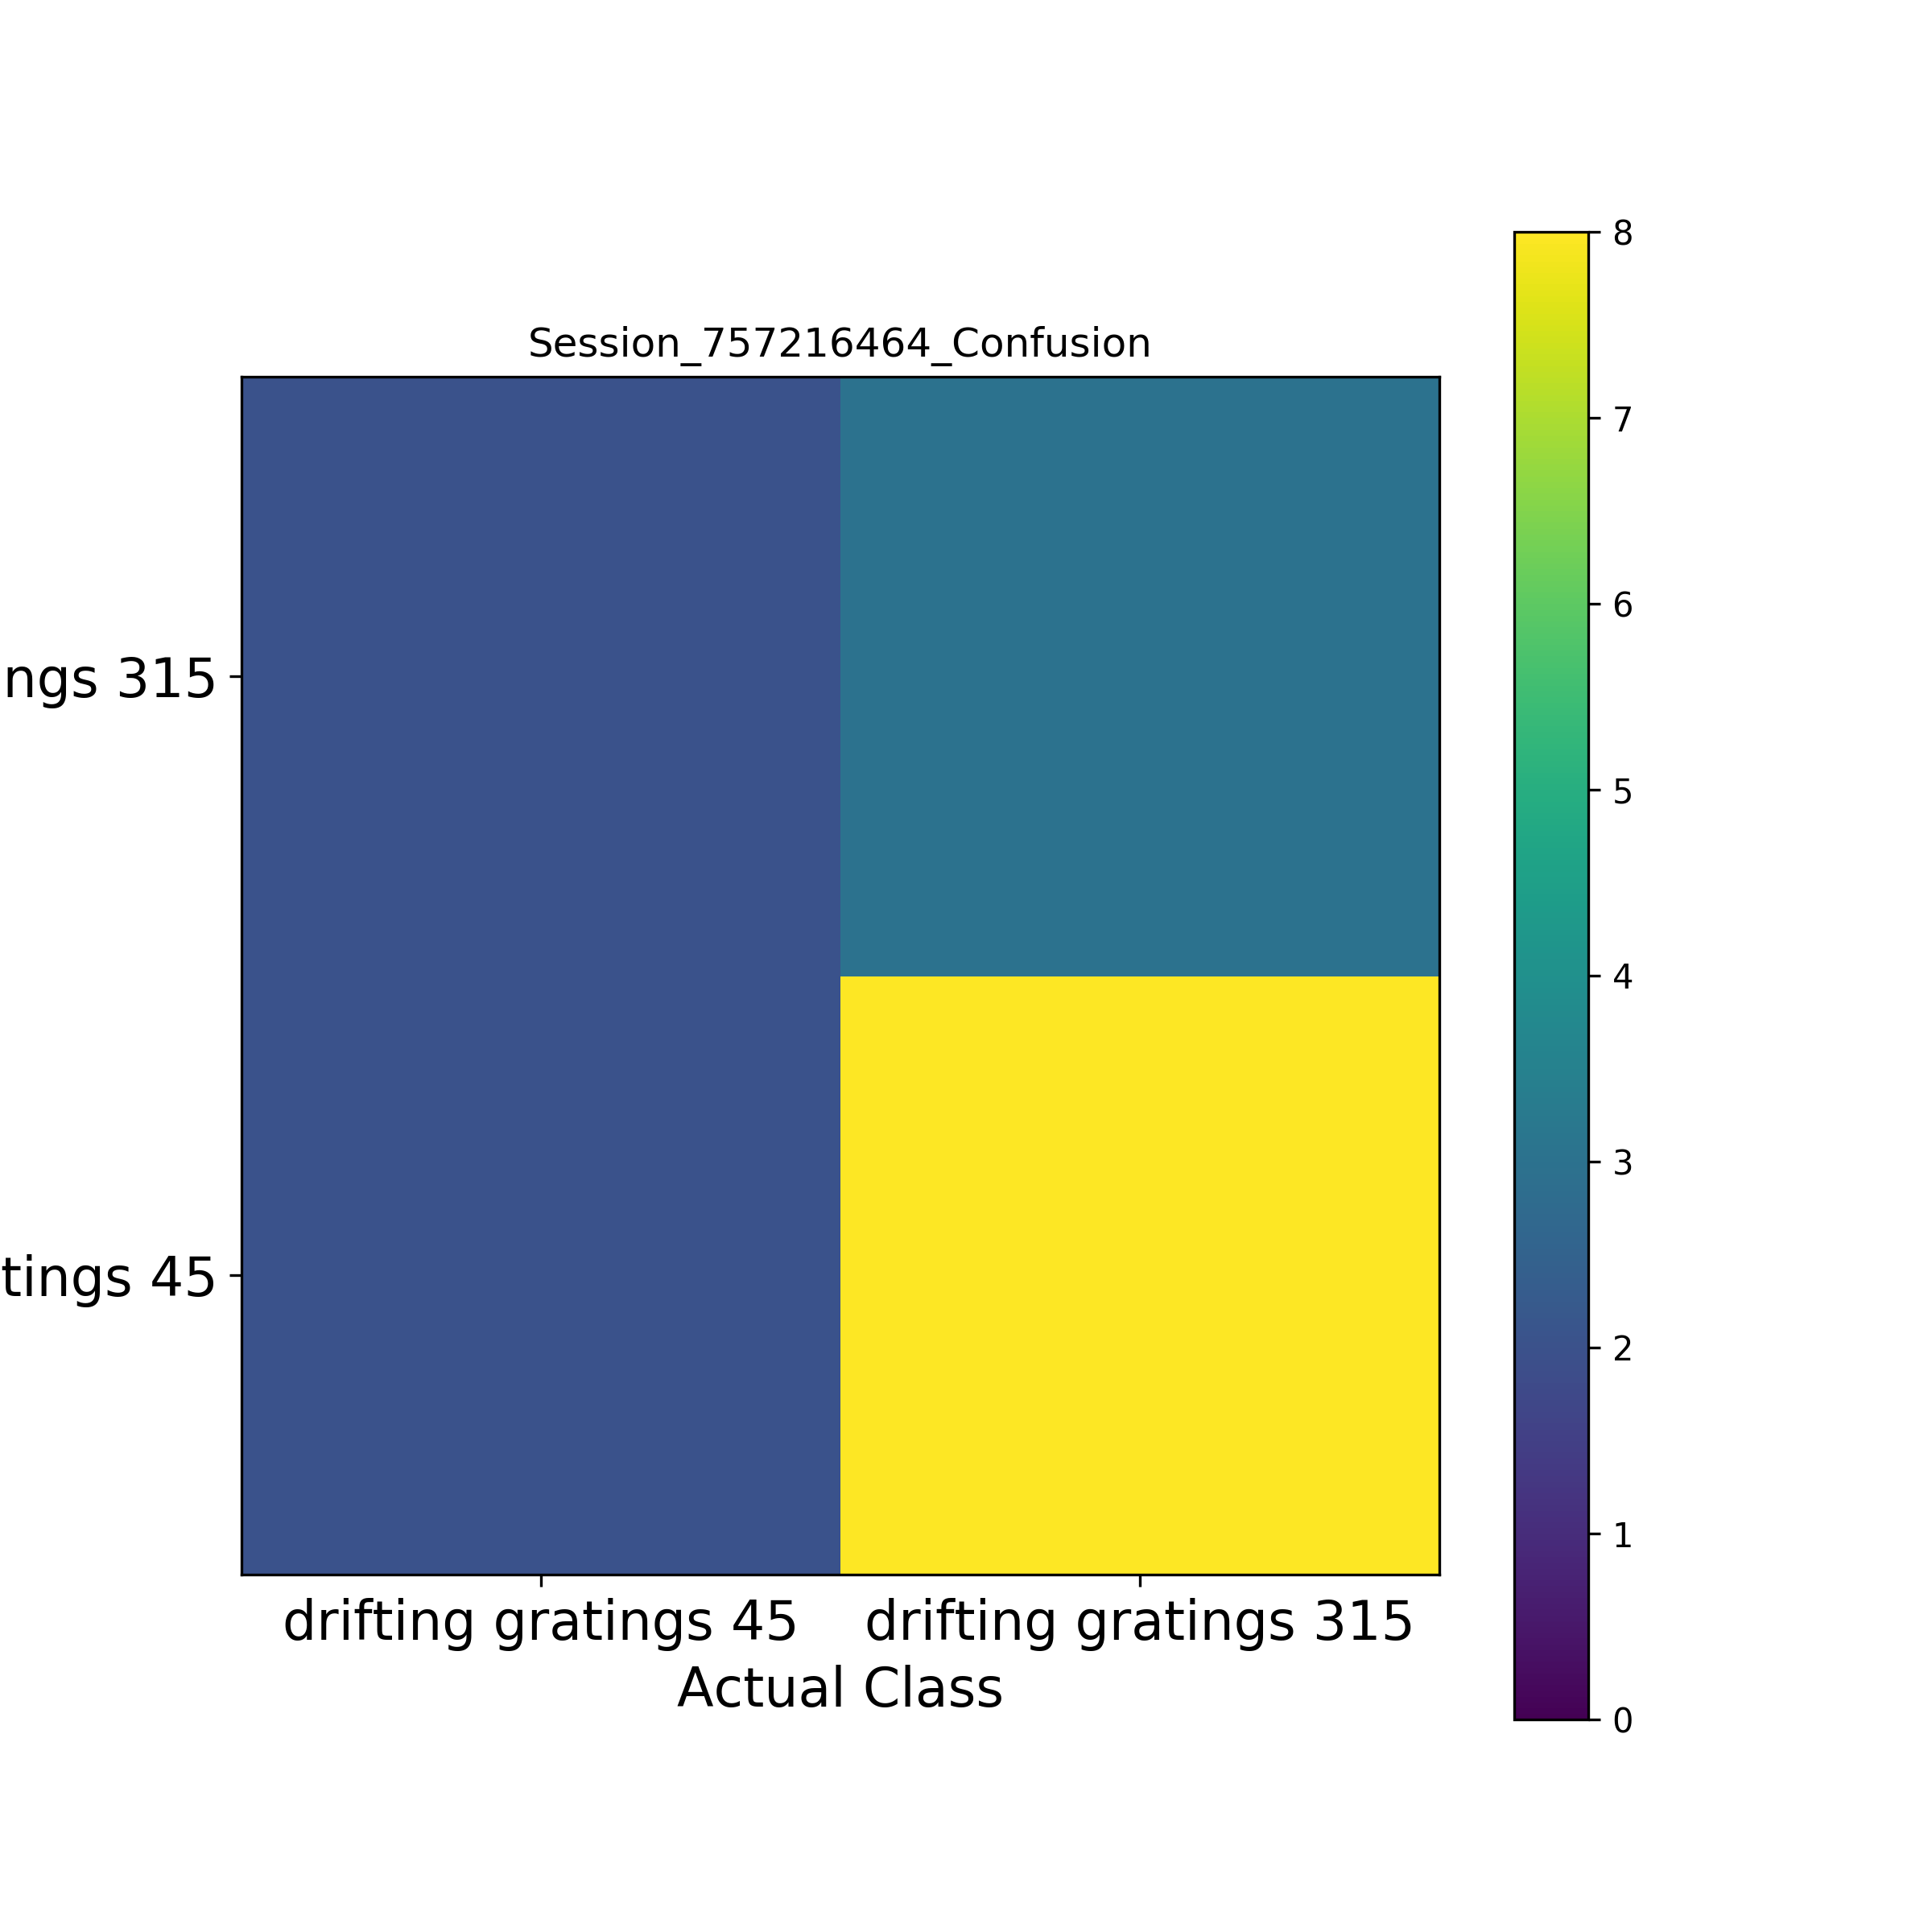 Session_757216464_Confusion
ngs 315
tings 45
drifting gratings 45
drifting gratings 315
Actual Class
8
7
6
5
4
3
2
1
0